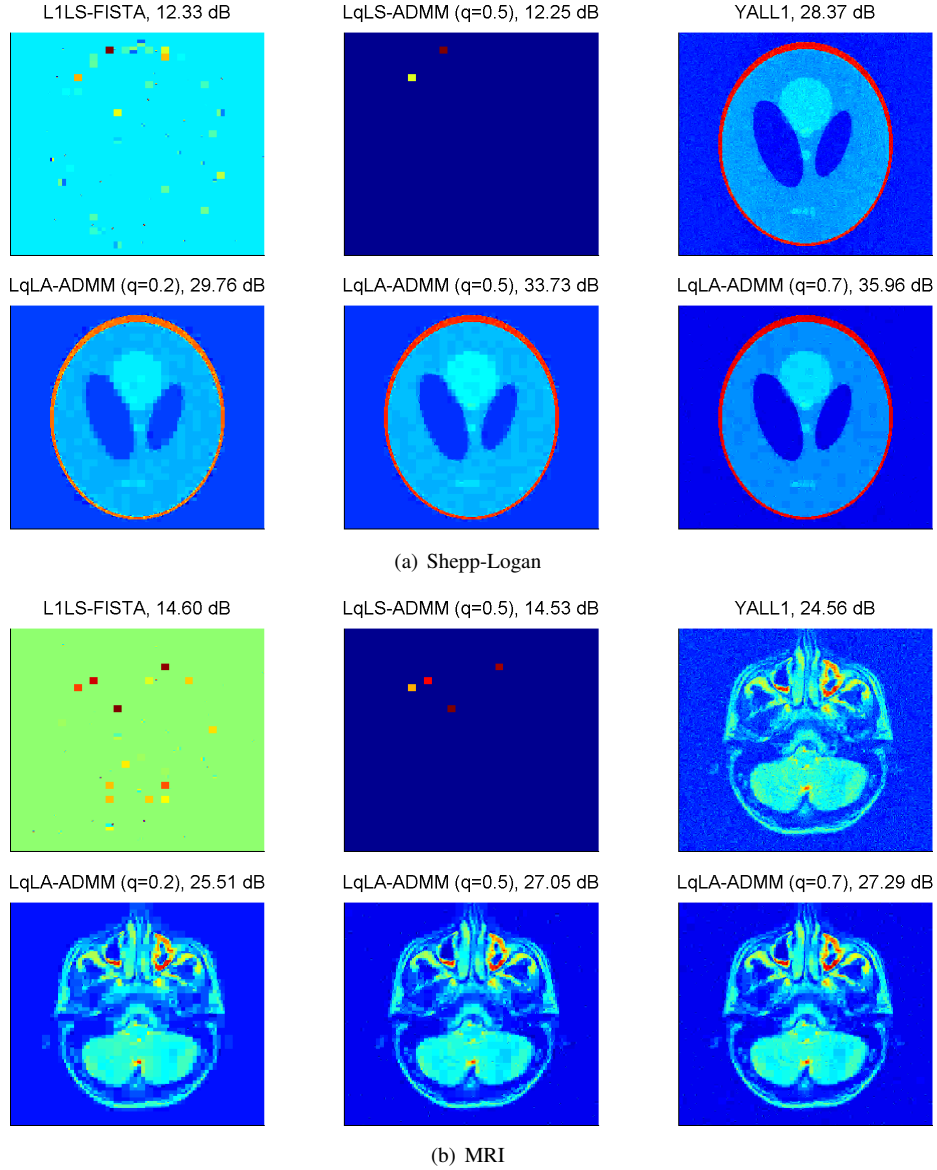 L1LS-FISTA, 12.33 dB
LqLS-ADMM (q=0.5), 12.25 dB
YALL1, 28.37 dB
LqLA-ADMM (q=0.2), 29.76 dB
LqLA-ADMM (q=0.5), 33.73 dB
LqLA-ADMM (q=0.7), 35.96 dB
(a) Shepp-Logan
L1LS-FISTA, 14.60 dB
LqLS-ADMM (q=0.5), 14.53 dB
YALL1, 24.56 dB
LqLA-ADMM (q=0.2), 25.51 dB
LqLA-ADMM (q=0.5), 27.05 dB
LqLA-ADMM (q=0.7), 27.29 dB
(b) MRI